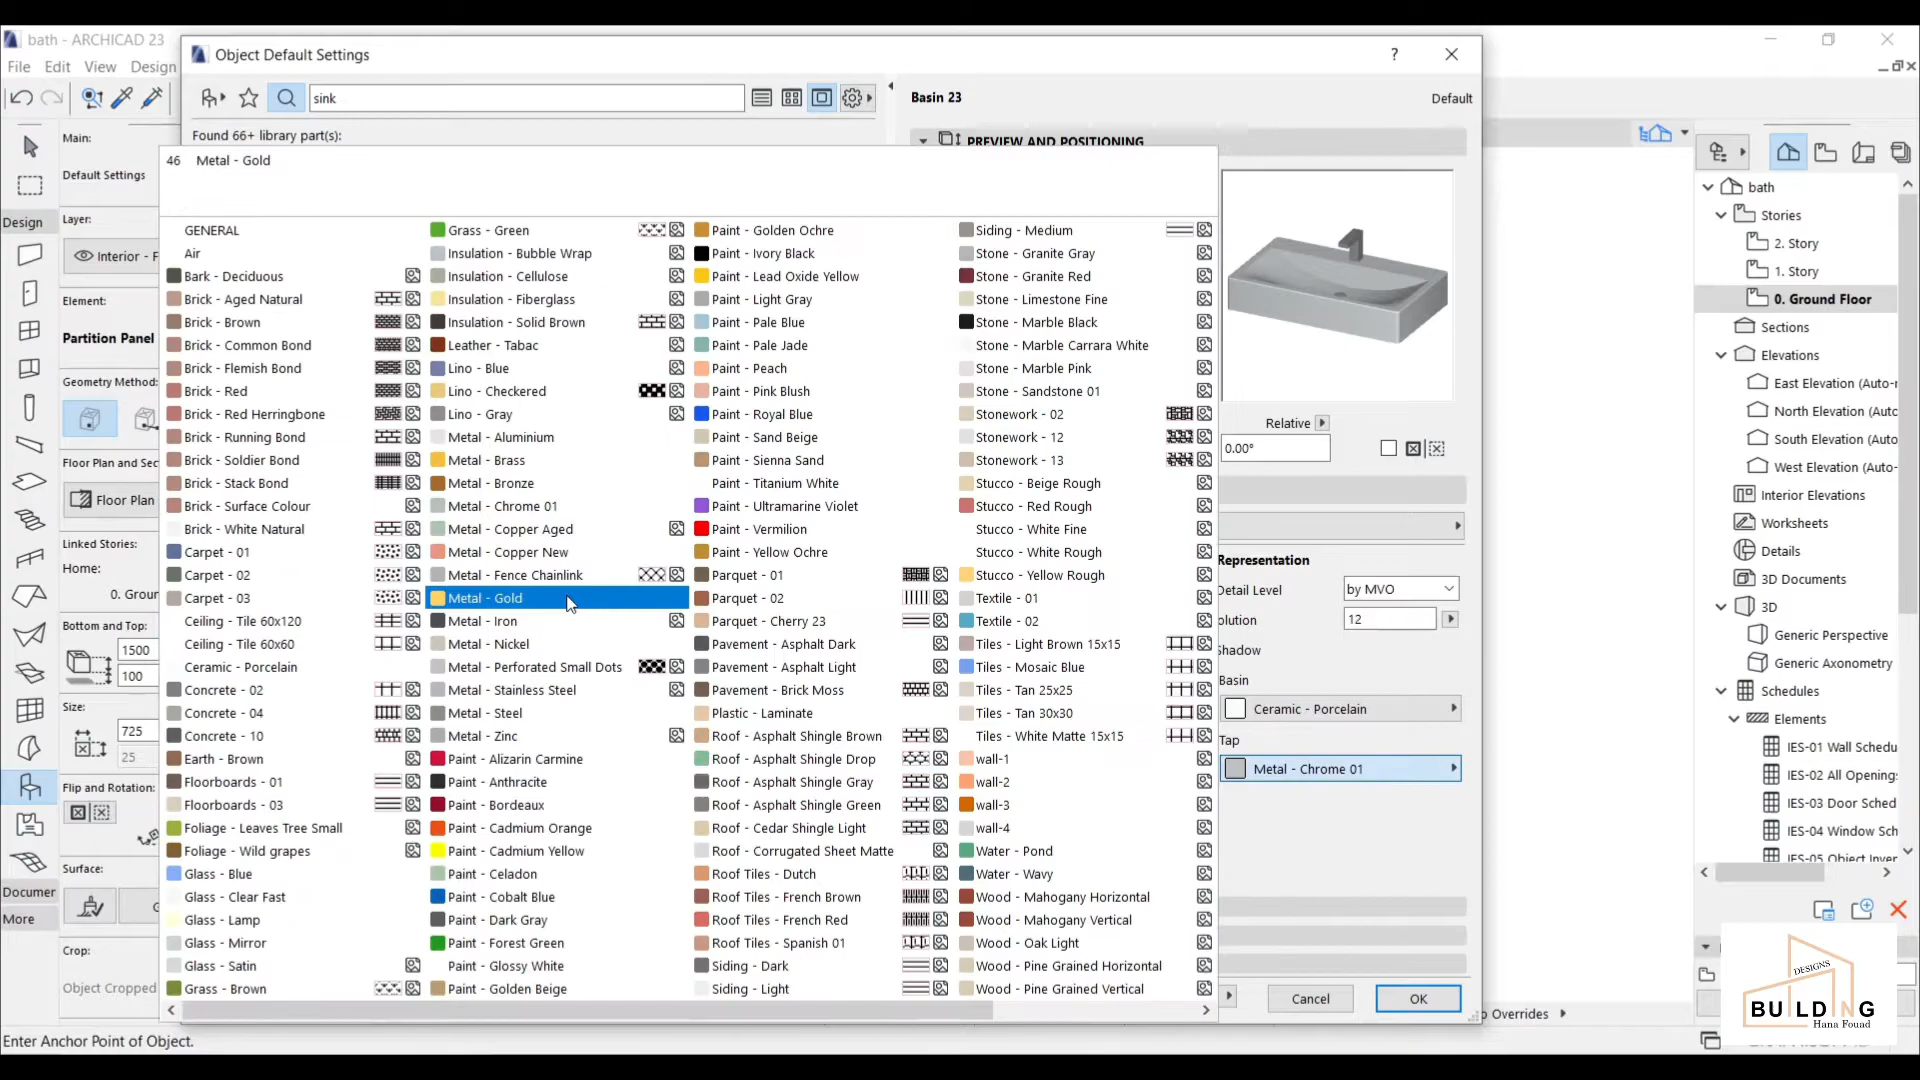 bath - ARCHICAD 23
File Edit View Design
Object Default Settings
?
sink
Found 66+ library part(s):
Basin 23
Default
PREVIEW AND POSITIONING
Main:
Default Settings
Layer:
Interior - F
Element:
Partition Panel
Geometry Method:
Floor Plan and Sec
Floor Plan
Linked Stories:
Home:
0. Groun
Bottom and Top:
1500
100
Size:
725
25
Flip and Rotation:
Surface:
Crop:
Object Cropped
Design
Documer
More
Enter Anchor Point of Object.
46 Metal - Gold
GENERAL
Air
Bark - Deciduous
Brick - Aged Natural
Brick - Brown
Brick - Common Bond
Brick - Flemish Bond
Brick - Red
Brick - Red Herringbone
Brick - Running Bond
Brick - Soldier Bond
Brick - Stack Bond
Brick - Surface Colour
Brick - White Natural
Carpet - 01
Carpet - 02
Carpet - 03
Ceiling - Tile 60x120
Ceiling - Tile 60x60
Ceramic - Porcelain
Concrete - 02
Concrete - 04
Concrete - 10
Earth - Brown
Floorboards - 01
Floorboards - 03
Foliage - Leaves Tree Small
Foliage - Wild grapes
Glass - Blue
Glass - Clear Fast
Glass - Lamp
Glass - Mirror
Glass - Satin
Grass - Brown
Grass - Green
Insulation - Bubble Wrap
Insulation - Cellulose
Insulation - Fiberglass
Insulation - Solid Brown
Leather - Tabac
Lino - Blue
Lino - Checkered
Lino - Gray
Metal - Aluminium
Metal - Brass
Metal - Bronze
Metal - Chrome 01
Metal - Copper Aged
Metal - Copper New
Metal - Fence Chainlink
Metal - Gold
Metal - Iron
Metal - Nickel
Metal - Perforated Small Dots
Metal - Stainless Steel
Metal - Steel
Metal - Zinc
Paint - Alizarin Carmine
Paint - Anthracite
Paint - Bordeaux
Paint - Cadmium Orange
Paint - Cadmium Yellow
Paint - Celadon
Paint - Cobalt Blue
Paint - Dark Gray
Paint - Forest Green
Paint - Glossy White
Paint - Golden Beige
Paint - Golden Ochre
Paint - Ivory Black
Paint - Lead Oxide Yellow
Paint - Light Gray
Paint - Pale Blue
Paint - Pale Jade
Paint - Peach
Paint - Pink Blush
Paint - Royal Blue
Paint - Sand Beige
Paint - Sienna Sand
Paint - Titanium White
Paint - Ultramarine Violet
Paint - Vermilion
Paint - Yellow Ochre
Parquet - 01
Parquet - 02
Parquet - Cherry 23
Pavement - Asphalt Dark
Pavement - Asphalt Light
Pavement - Brick Moss
Plastic - Laminate
Roof - Asphalt Shingle Brown
Roof - Asphalt Shingle Drop
Roof - Asphalt Shingle Gray
Roof - Asphalt Shingle Green
Roof - Cedar Shingle Light
Roof - Corrugated Sheet Matte
Roof Tiles - Dutch
Roof Tiles - French Brown
Roof Tiles - French Red
Roof Tiles - Spanish 01
Siding - Dark
Siding - Light
Siding - Medium
Stone - Granite Gray
Stone - Granite Red
Stone - Limestone Fine
Stone - Marble Black
Stone - Marble Carrara White
Stone - Marble Pink
Stone - Sandstone 01
Stonework - 02
Stonework - 12
Stonework - 13
Stucco - Beige Rough
Stucco - Red Rough
Stucco - White Fine
Stucco - White Rough
Stucco - Yellow Rough
Textile - 01
Textile - 02
Tiles - Light Brown 15x15
Tiles - Mosaic Blue
Tiles - Tan 25x25
Tiles - Tan 30x30
Tiles - White Matte 15x15
wall-1
wall-2
wall-3
wall-4
Water - Pond
Water - Wavy
Wood - Mahogany Horizontal
Wood - Mahogany Vertical
Wood - Oak Light
Wood - Pine Grained Horizontal
Wood - Pine Grained Vertical
Relative
0.00°
Representation
Detail Level
by MVO
olution
12
Shadow
Basin
Ceramic - Porcelain
Tap
Metal - Chrome 01
Cancel
OK
Overrides
bath
Stories
2. Story
1. Story
0. Ground Floor
Sections
Elevations
East Elevation (Auto-r
North Elevation (Autc
South Elevation (Auto
West Elevation (Auto-
Interior Elevations
Worksheets
Details
3D Documents
3D
Generic Perspective
Generic Axonometry
Schedules
Elements
IES-01 Wall Schedu
IES-02 All Opening:
IES-03 Door Sched
IES-04 Window Sch
IES-05 Object Inver
DESIGNS
BUILDING
Hana Fouad